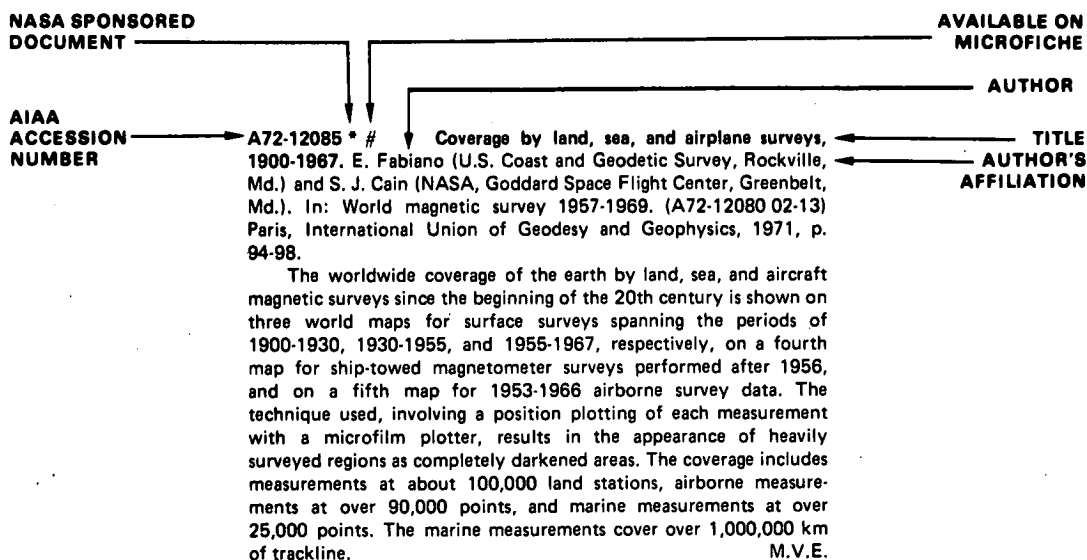 NASA SPONSORED
DOCUMENT
AVAILABLE ON
MICROFICHE
AUTHOR
AIAA
ACCESSION
NUMBER
TITLE
AUTHOR'S
AFFILIATION
A72-12085 * # Coverage by land, sea, and airplane surveys,
1900-1967. E. Fabiano (U.S. Coast and Geodetic Survey, Rockville,
Md.) and S. J. Cain (NASA, Goddard Space Flight Center, Greenbelt,
Md.). In: World magnetic survey 1957-1969. (A72-12080 02-13)
Paris, International Union of Geodesy and Geophysics, 1971, p.
94-98.
The worldwide coverage of the earth by land, sea, and aircraft
magnetic surveys since the beginning of the 20th century is shown on
three world maps for surface surveys spanning the periods of
1900-1930, 1930-1955, and 1955-1967, respectively, on a fourth
map for ship-towed magnetometer surveys performed after 1956,
and on a fifth map for 1953-1966 airborne survey data. The
technique used, involving a position plotting of each measurement
with a microfilm plotter, results in the appearance of heavily
surveyed regions as completely darkened areas. The coverage includes
measurements at about 100,000 land stations, airborne measure-
ments at over 90,000 points, and marine measurements at over
25,000 points. The marine measurements cover over 1,000,000 km
of trackline. M.V.E.